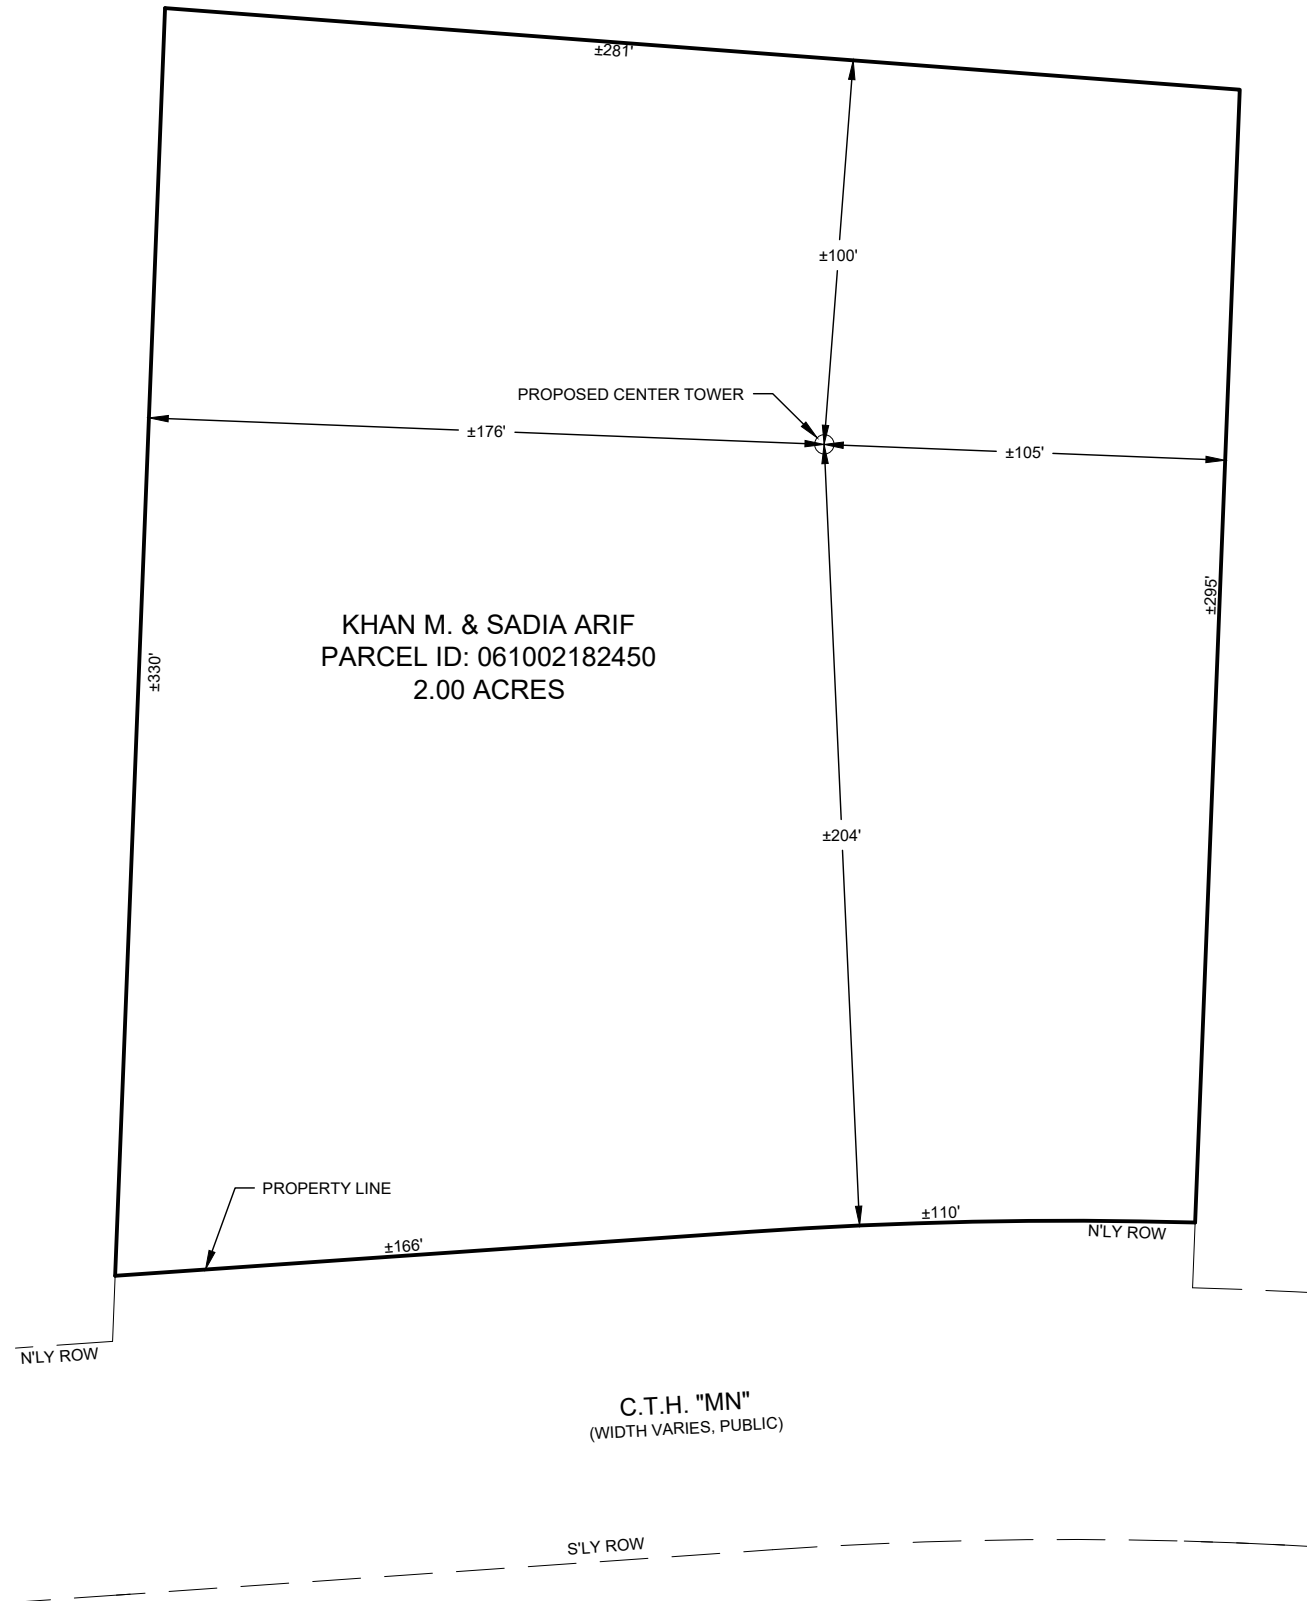 ±281'
±100'
PROPOSED CENTER TOWER
±176'
±105'
±295'
KHAN M. & SADIA ARIF
PARCEL ID: 061002182450
2.00 ACRES
±330'
±204'
PROPERTY LINE
±110'
±166'
N'LY ROW
N'LY ROW
C.T.H. "MN"
(WIDTH VARIES, PUBLIC)
S'LY ROW